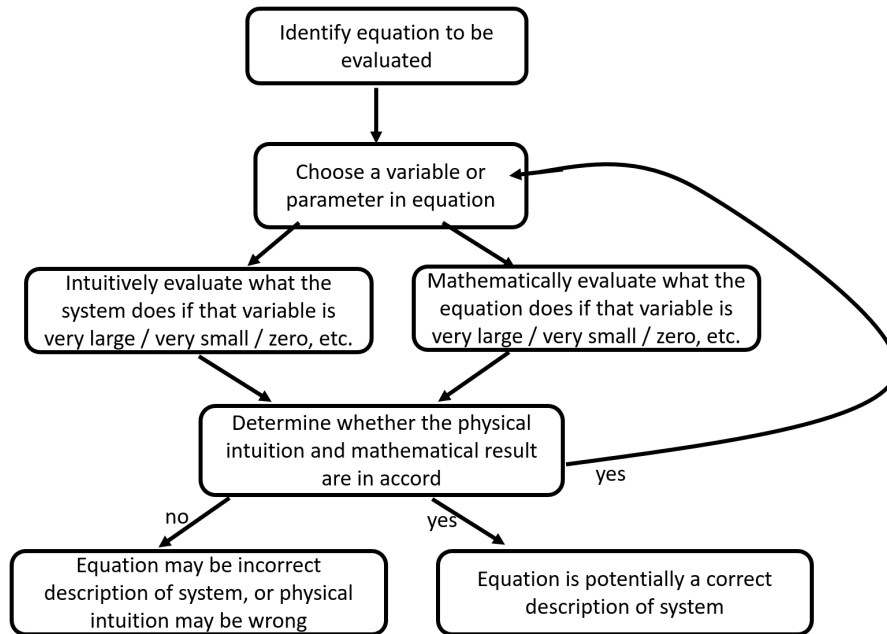 Identify equation to be
evaluated
Choose a variable or
parameter in equation
Intuitively evaluate what the
system does if that variable is
very large / very small / zero, etc.
Mathematically evaluate what the
equation does if that variable is
very large / very small / zero, etc.
Determine whether the physical
intuition and mathematical result
are in accord
yes
no
yes
Equation may be incorrect
description of system, or physical
intuition may be wrong
Equation is potentially a correct
description of system